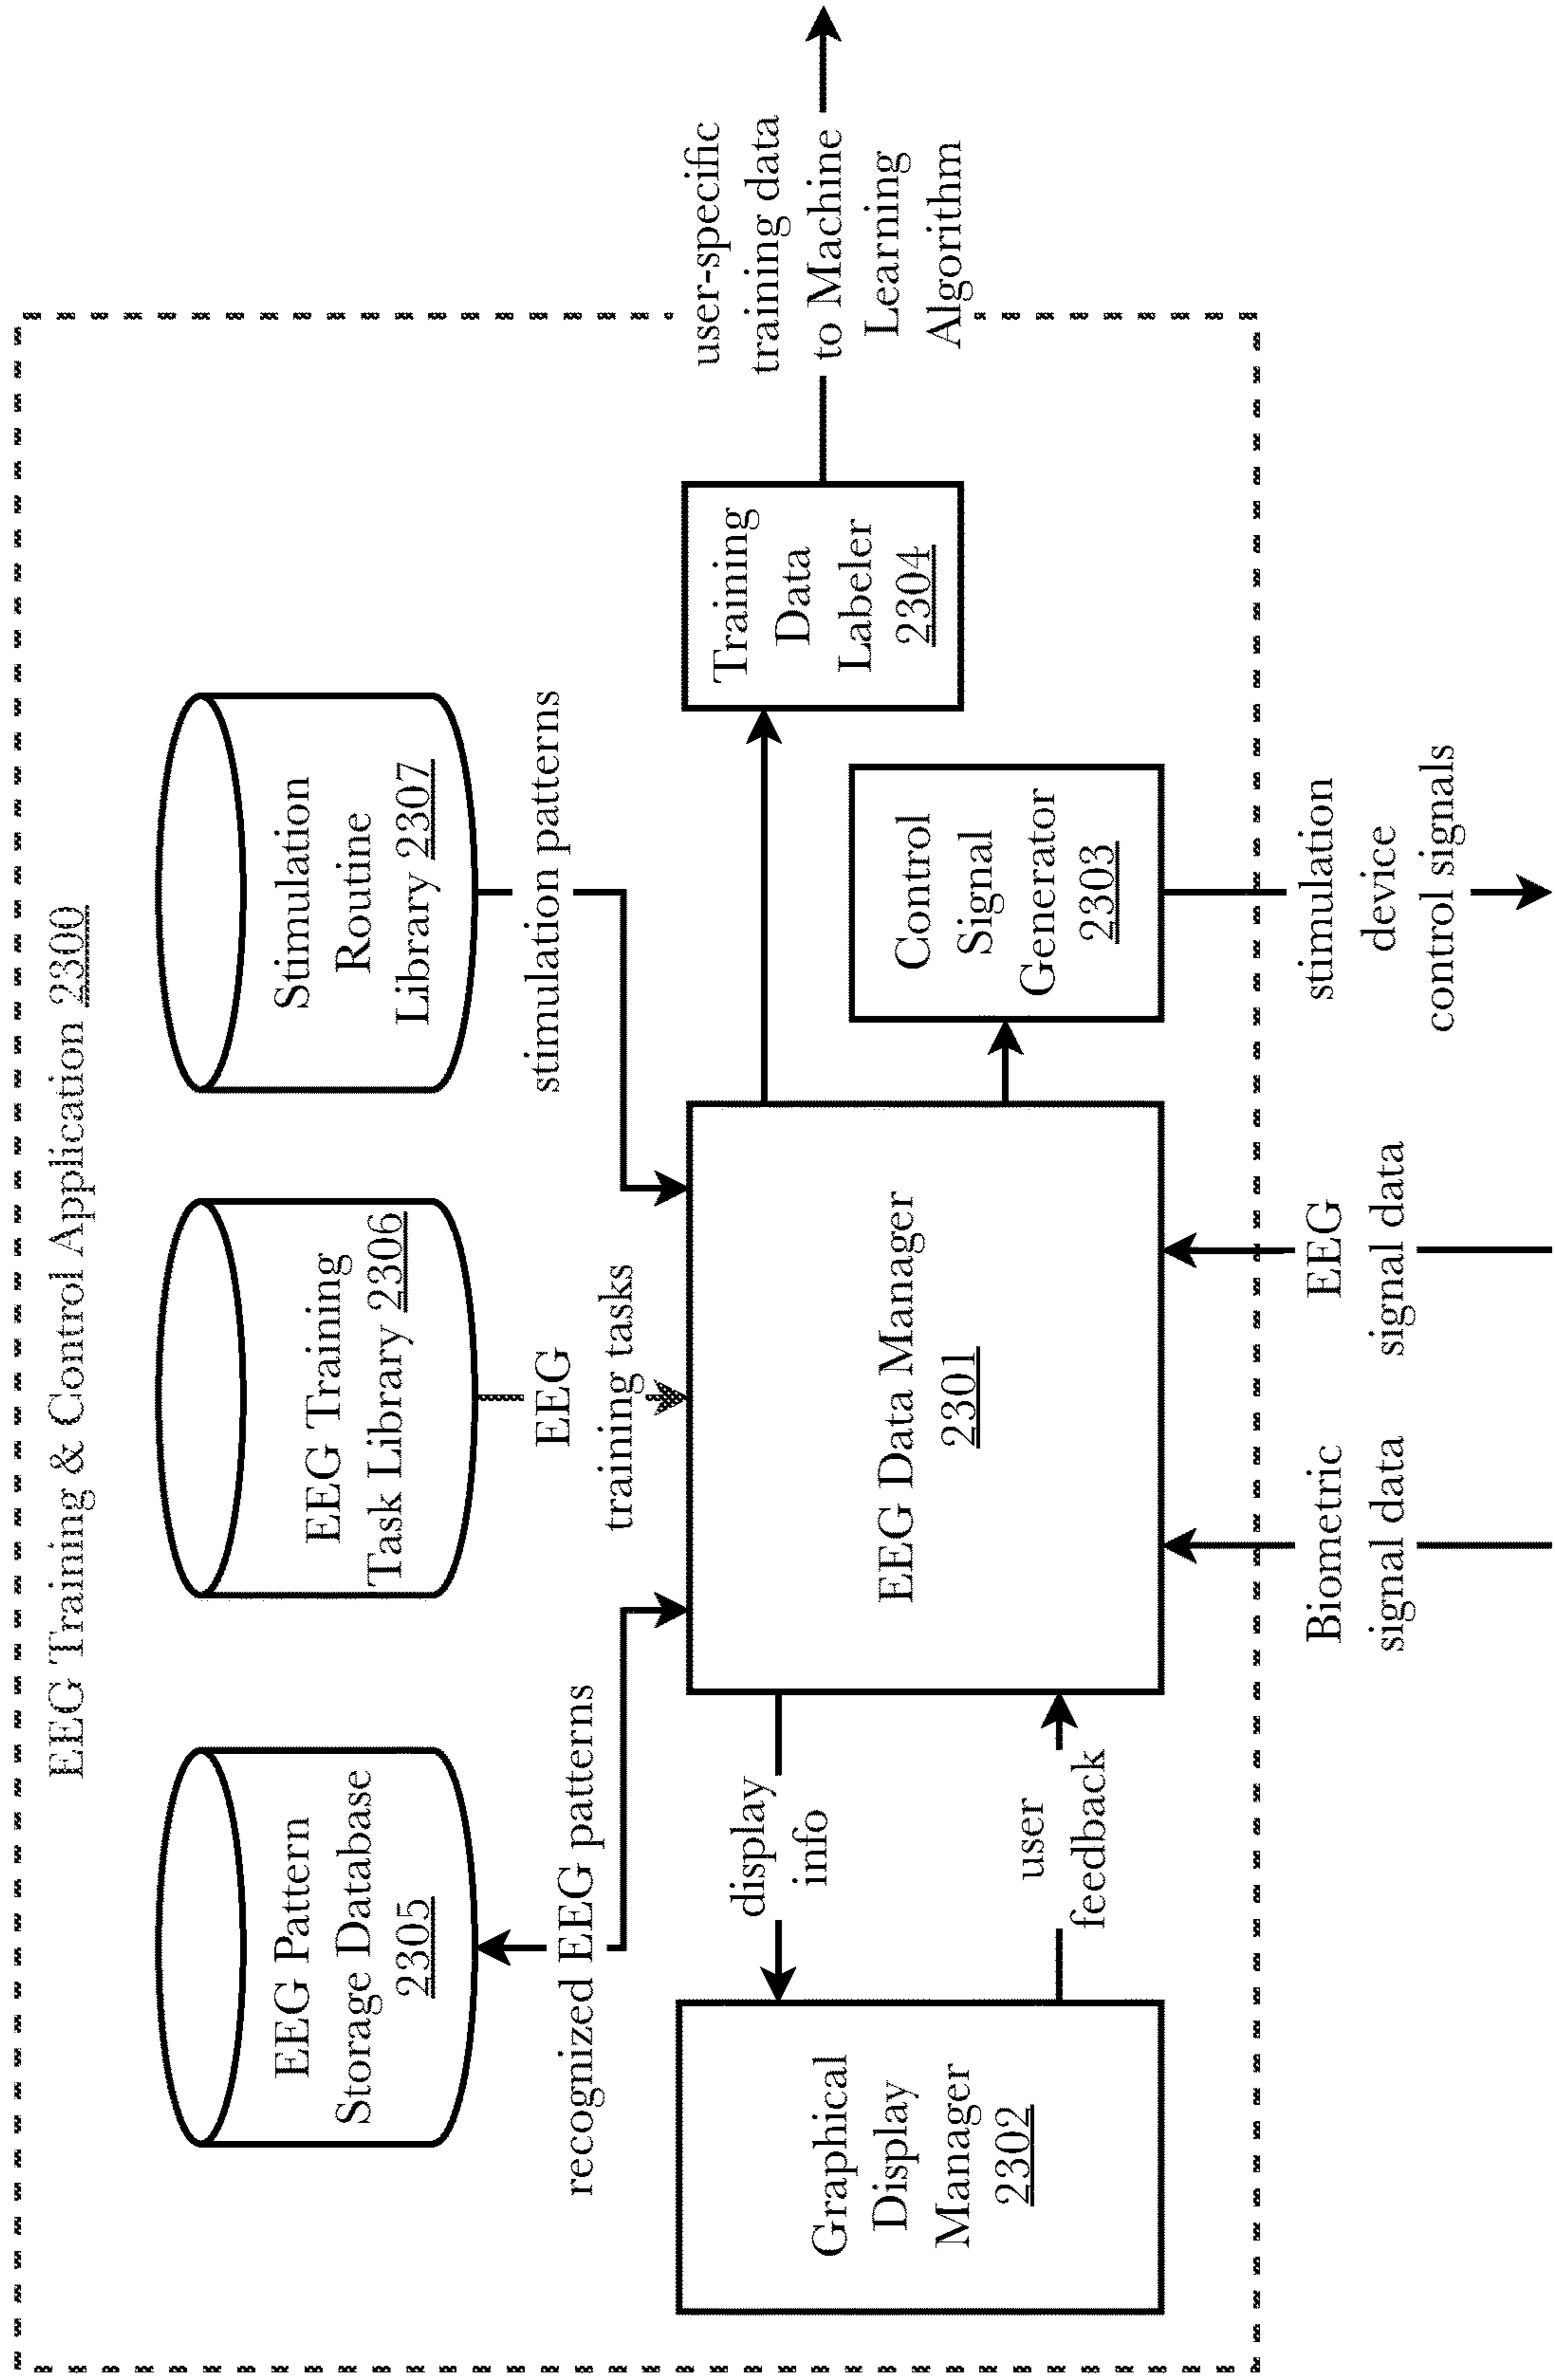 EEG Training & Control Application 2300
EEG Pattern
Storage Database
2305
EEG Training
Task Library 2306
Stimulation
Routine
Library 2307
recognized EEG patterns
EEG
training tasks
stimulation patterns
Graphical
Display
Manager
2302
display
info
user
feedback
EEG Data Manager
2301
Control
Signal
Generator
2303
Training
Data
Labeler
2304
user-specific
training data
to Machine
Learning
Algorithm
Biometric
signal data
EEG
signal data
stimulation
device
control signals